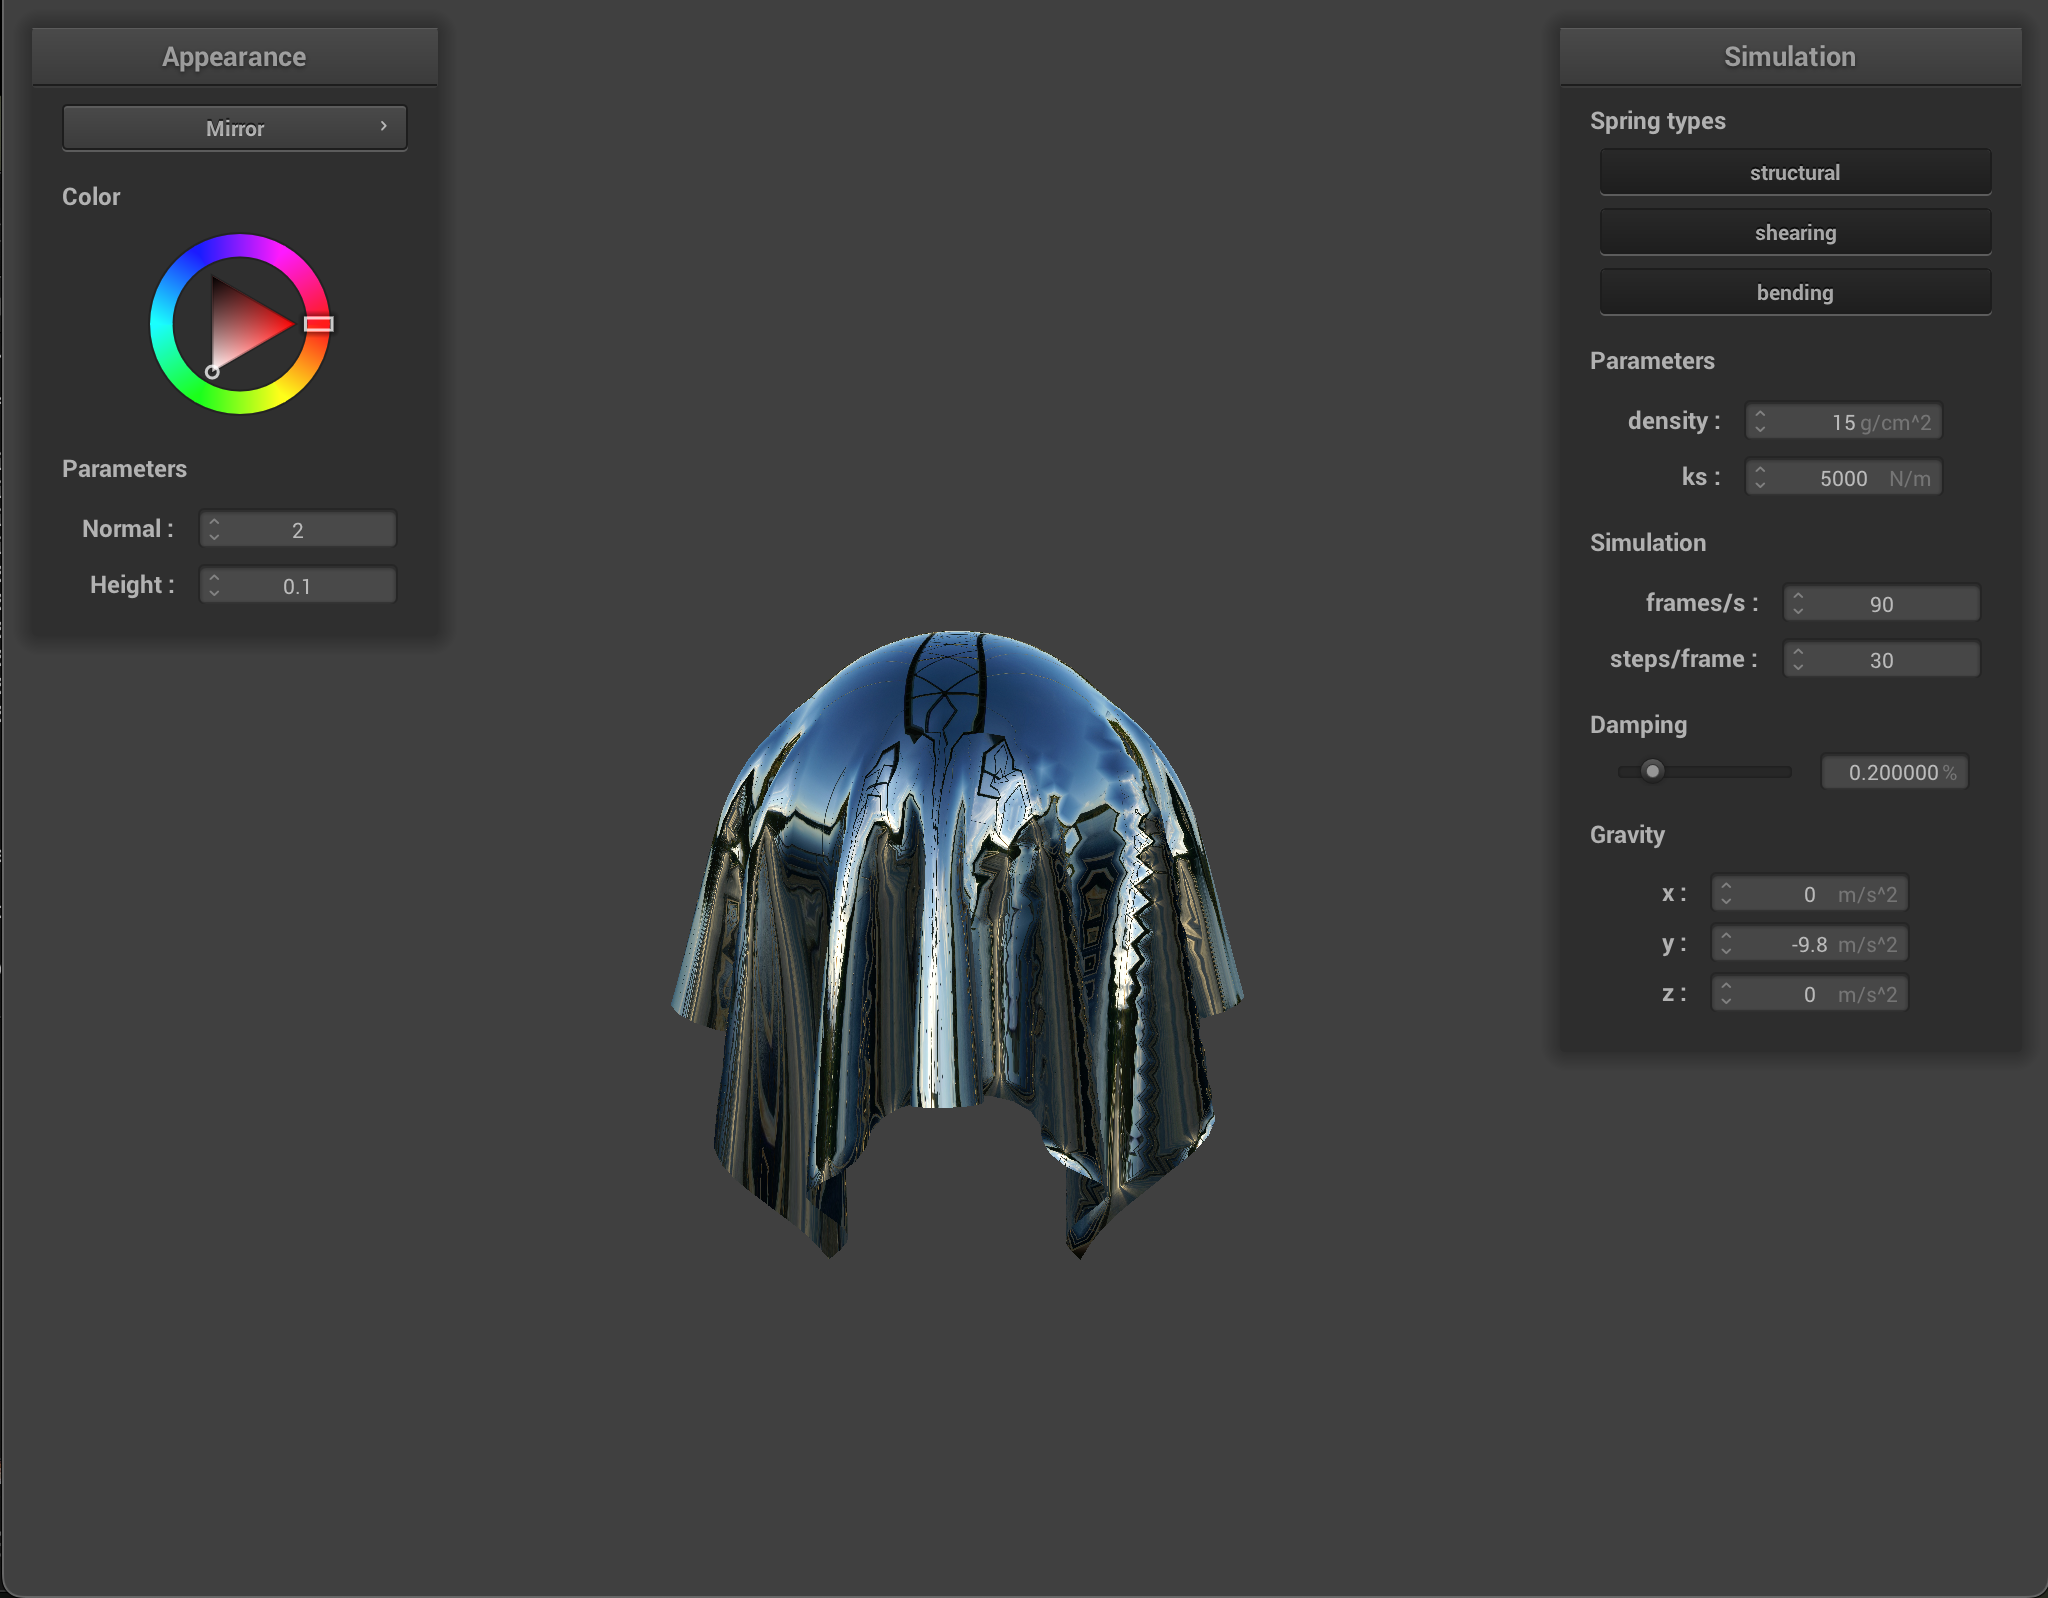 Appearance
Mirror
Color
Parameters
Normal : 2
Height : 0.1
Simulation
Spring types
structural
shearing
bending
Parameters
density : 15 g/cm^2
ks : 5000 N/m
Simulation
frames/s : 90
steps/frame : 30
Damping
0.200000 %
Gravity
x : 0 m/s^2
y : -9.8 m/s^2
z : 0 m/s^2